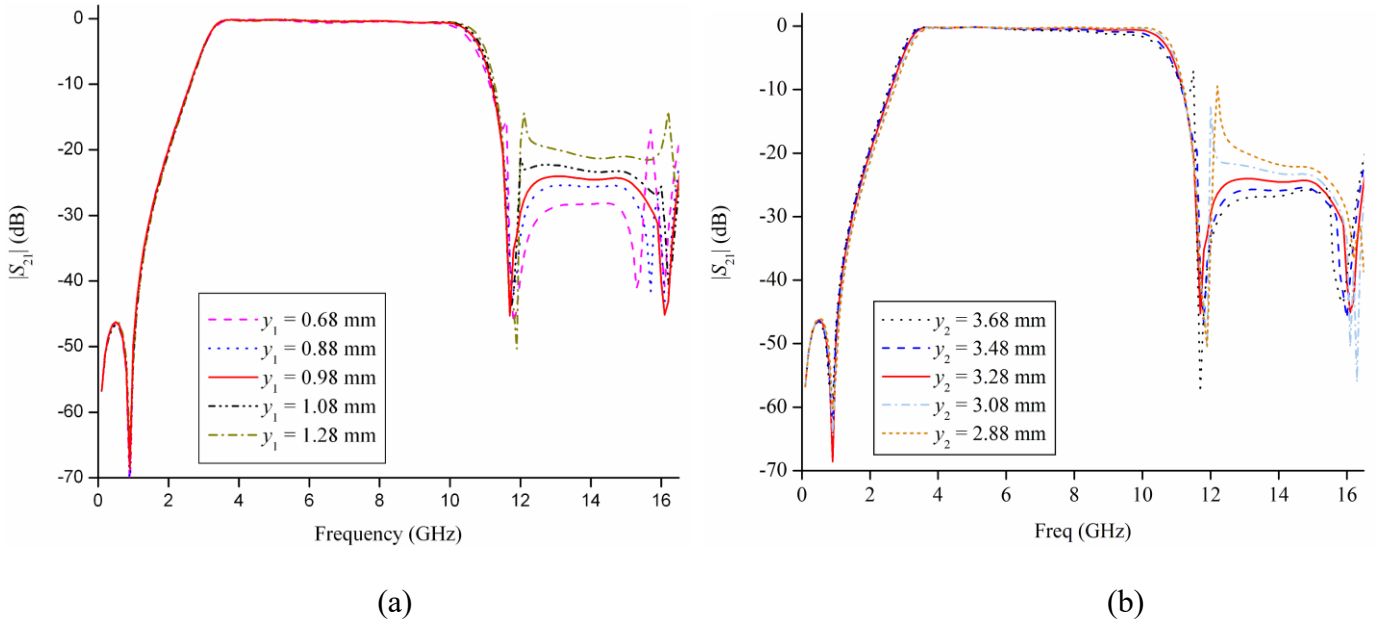 0
-10
-20
-30
-40
-50
-60
-70
|S21| (dB)
y1 = 0.68 mm
y1 = 0.88 mm
y1 = 0.98 mm
y1 = 1.08 mm
y1 = 1.28 mm
0 2 4 6 8 10 12 14 16
Frequency (GHz)
(a)
0
-10
-20
-30
-40
-50
-60
-70
|S21| (dB)
y2 = 3.68 mm
y2 = 3.48 mm
y2 = 3.28 mm
y2 = 3.08 mm
y2 = 2.88 mm
0 2 4 6 8 10 12 14 16
Freq (GHz)
(b)